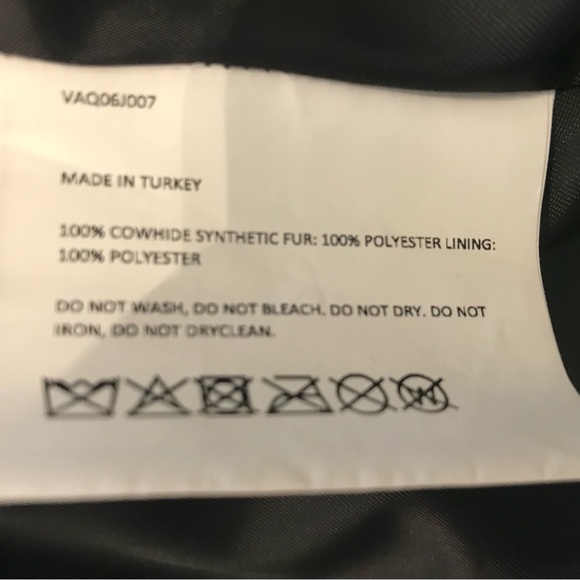 VAQ06J007
MADE IN TURKEY
100% COWHIDE SYNTHETIC FUR: 100% POLYESTER LINING:
100% POLYESTER
DO NOT WASH, DO NOT BLEACH. DO NOT DRY. DO NOT
IRON, DO NOT DRYCLEAN.